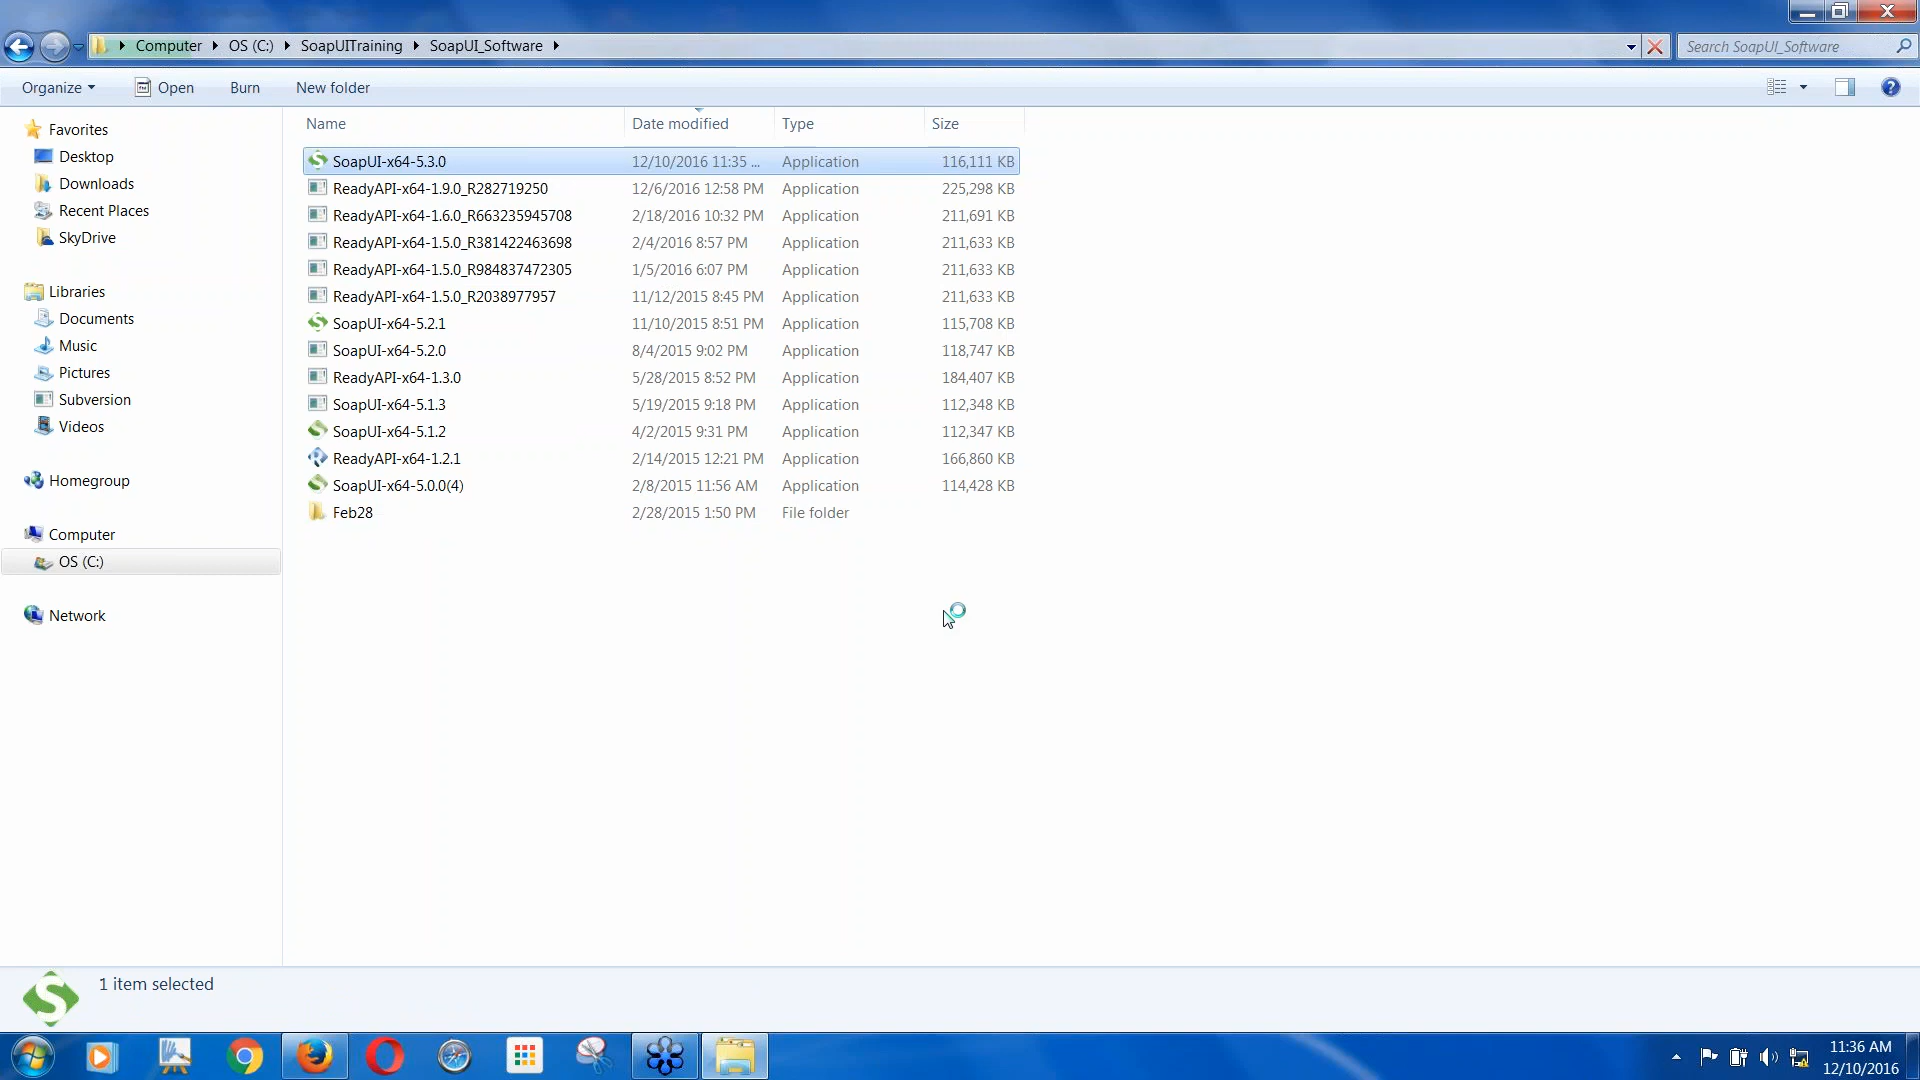 Computer OS (C:) SoapUITraining SoapUI_Software
Search SoapUI_Software
Organize Open Burn New folder
Name Date modified Type Size
Favorites
Desktop
Downloads
Recent Places
SkyDrive
Libraries
Documents
Music
Pictures
Subversion
Videos
Homegroup
Computer
OS (C:)
Network
SoapUI-x64-5.3.0 12/10/2016 11:35 ... Application 116,111 KB
ReadyAPI-x64-1.9.0_R282719250 12/6/2016 12:58 PM Application 225,298 KB
ReadyAPI-x64-1.6.0_R663235945708 2/18/2016 10:32 PM Application 211,691 KB
ReadyAPI-x64-1.5.0_R381422463698 2/4/2016 8:57 PM Application 211,633 KB
ReadyAPI-x64-1.5.0_R984837472305 1/5/2016 6:07 PM Application 211,633 KB
ReadyAPI-x64-1.5.0_R2038977957 11/12/2015 8:45 PM Application 211,633 KB
SoapUI-x64-5.2.1 11/10/2015 8:51 PM Application 115,708 KB
SoapUI-x64-5.2.0 8/4/2015 9:02 PM Application 118,747 KB
ReadyAPI-x64-1.3.0 5/28/2015 8:52 PM Application 184,407 KB
SoapUI-x64-5.1.3 5/19/2015 9:18 PM Application 112,348 KB
SoapUI-x64-5.1.2 4/2/2015 9:31 PM Application 112,347 KB
ReadyAPI-x64-1.2.1 2/14/2015 12:21 PM Application 166,860 KB
SoapUI-x64-5.0.0(4) 2/8/2015 11:56 AM Application 114,428 KB
Feb28 2/28/2015 1:50 PM File folder
1 item selected
11:36 AM
12/10/2016